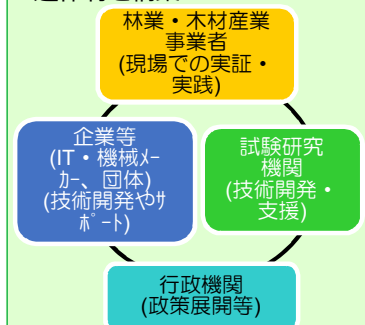 林業・木材産業
事業者
(現場での実証・
実践)
企業等
(IT・機械ﾒｰ
ｶｰ、団体)
(技術開発やｻ
ﾎﾟｰﾄ)
試験研究
機関
(技術開発・
支援)
行政機関
(政策展開等)